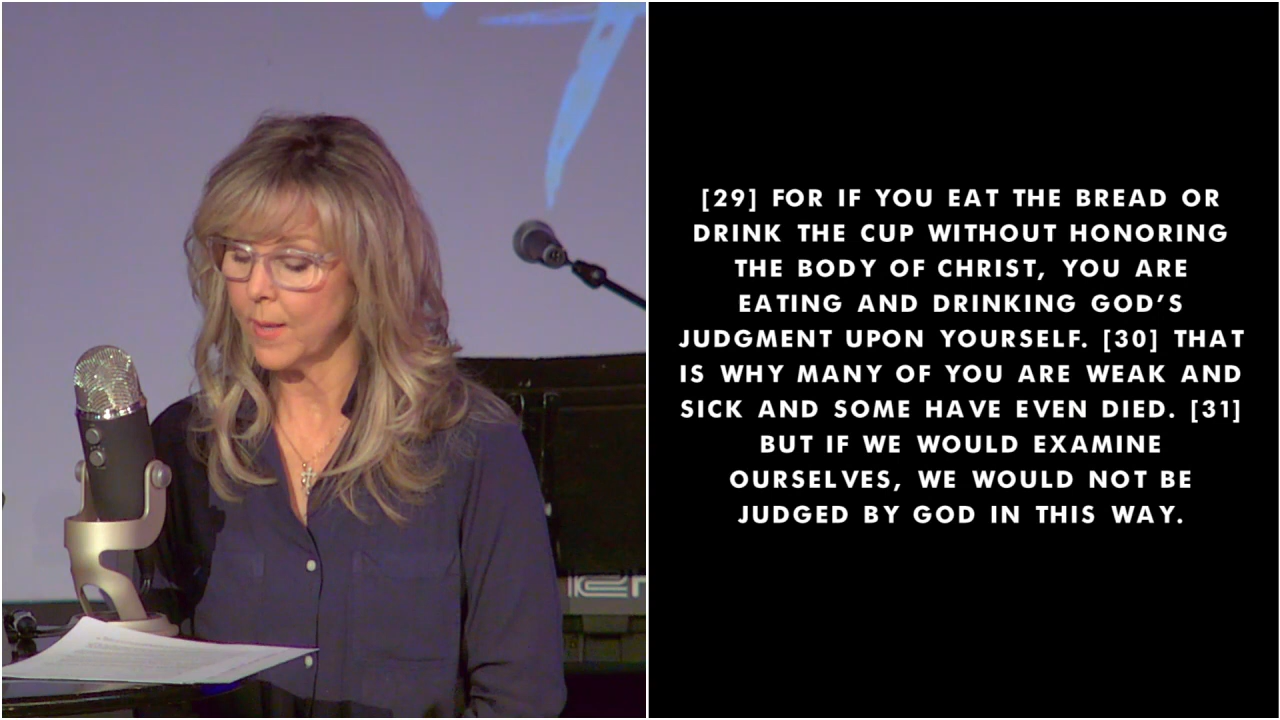 [29] FOR IF YOU EAT THE BREAD OR
DRINK THE CUP WITHOUT HONORING
THE BODY OF CHRIST, YOU ARE
EATING AND DRINKING GOD'S
JUDGMENT UPON YOURSELF. [30] THAT
IS WHY MANY OF YOU ARE WEAK AND
SICK AND SOME HAVE EVEN DIED. [31]
BUT IF WE WOULD EXAMINE
OURSELVES, WE WOULD NOT BE
JUDGED BY GOD IN THIS WAY.